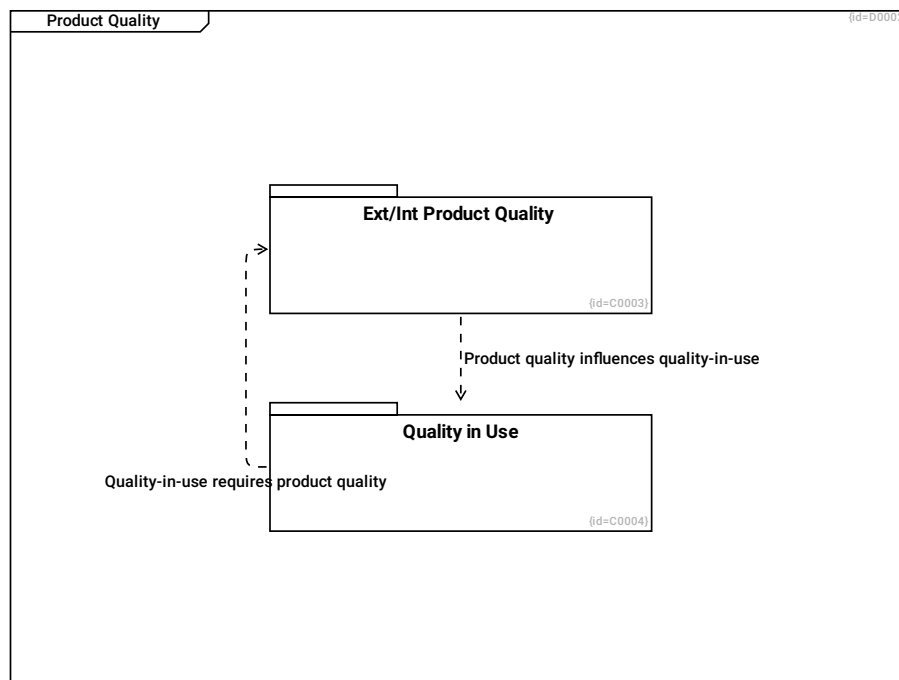 Product Quality
Ext/Int Product Quality
{id=C0003}
Product quality influences quality-in-use
Quality in Use
Quality-in-use requires product quality
{id=C0004}